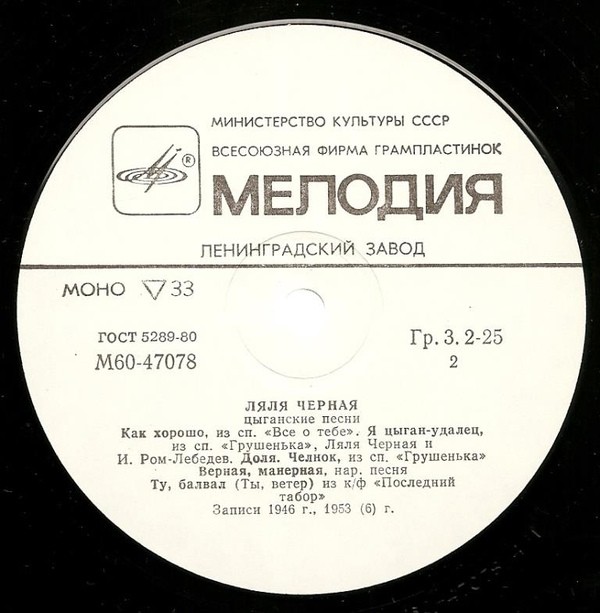 МИНИСТЕРСТВО КУЛЬТУРЫ СССР
ВСЕСОЮЗНАЯ ФИРМА ГРАМПЛАСТИНОК
®
МЕЛОДИЯ
ЛЕНИНГРАДСКИЙ ЗАВОД
МОНО ▽ 33
ГОСТ 5289-80
М60-47078
Гр. 3. 2-25
2
ЛЯЛЯ ЧЕРНАЯ
цыганские песни
Как хорошо, из сп. «Все о тебе». Я цыган-удалец,
из сп. «Грушенька», Ляля Черная и
И. Ром-Лебедев. Доля. Челнок, из сп. «Грушенька»
Верная, манерная, нар. песня
Ту, балвал (Ты, ветер) из к/ф «Последний
табор»
Записи 1946 г., 1953 (6) г.